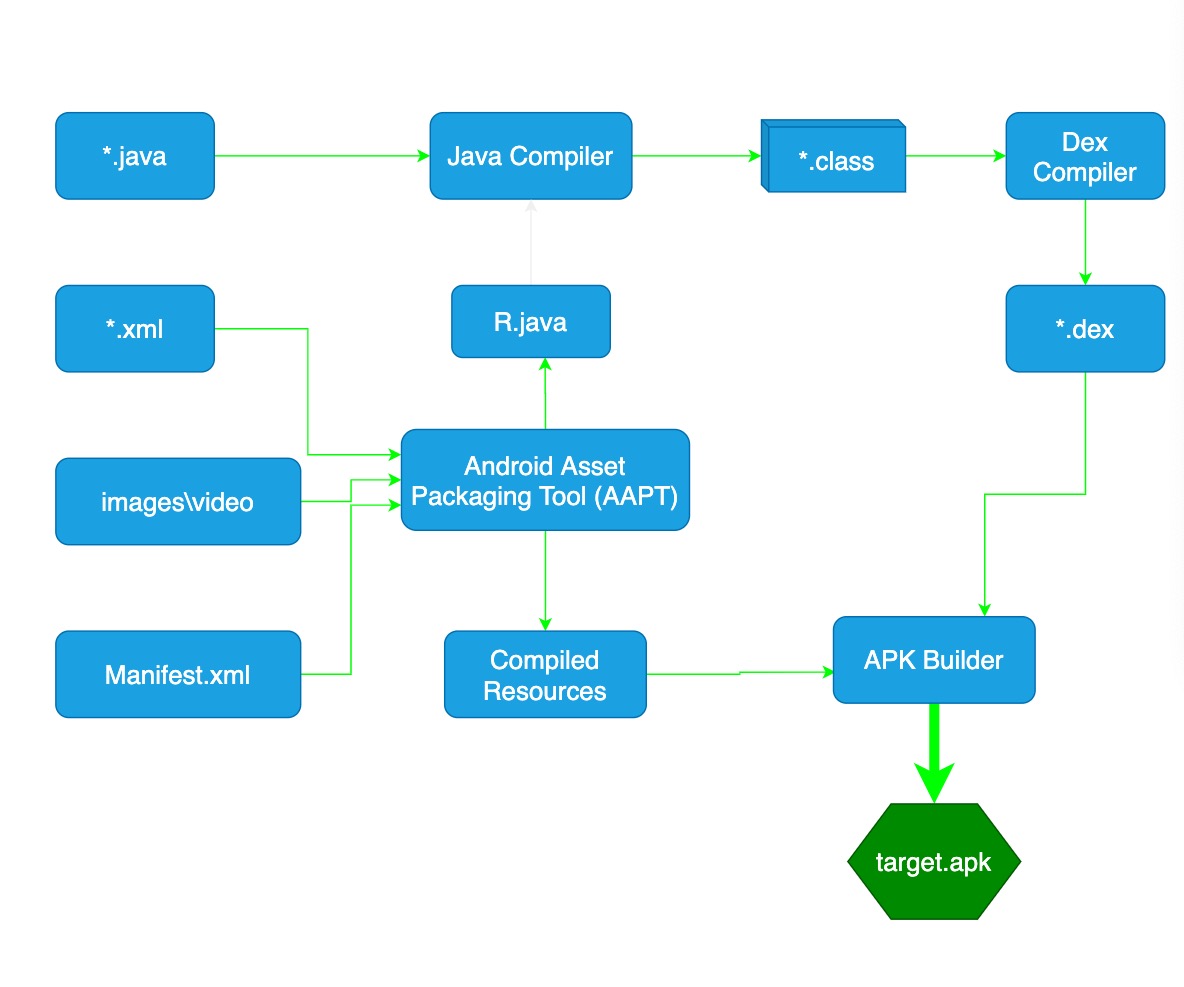 *.java
Java Compiler
*.class
Dex
Compiler
*.xml
R.java
*.dex
Android Asset
Packaging Tool (AAPT)
images\video
Manifest.xml
Compiled
Resources
APK Builder
target.apk